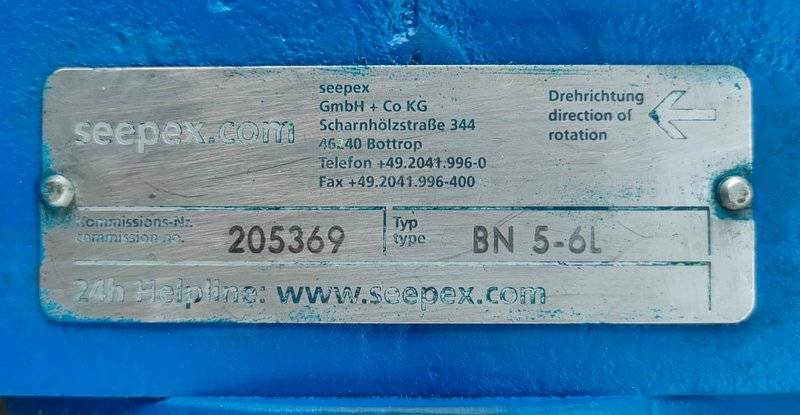 seepex.com
seepex
GmbH + Co KG
Scharnhölzstraße 344
46240 Bottrop
Telefon +49.2041.996-0
Fax +49.2041.996-400
Drehrichtung
direction of
rotation
Kommissions-Nr.
commission no.
205369
Typ
type
BN 5-6L
24h Helpline: www.seepex.com